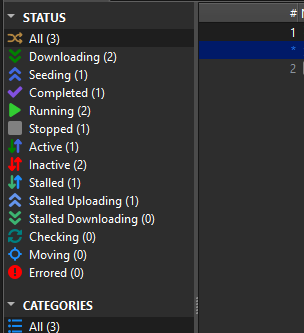 STATUS
#
All (3)
1
Downloading (2)
*
Seeding (1)
2
Completed (1)
Running (2)
Stopped (1)
Active (1)
Inactive (2)
Stalled (1)
Stalled Uploading (1)
Stalled Downloading (0)
Checking (0)
Moving (0)
Errored (0)
CATEGORIES
All (3)